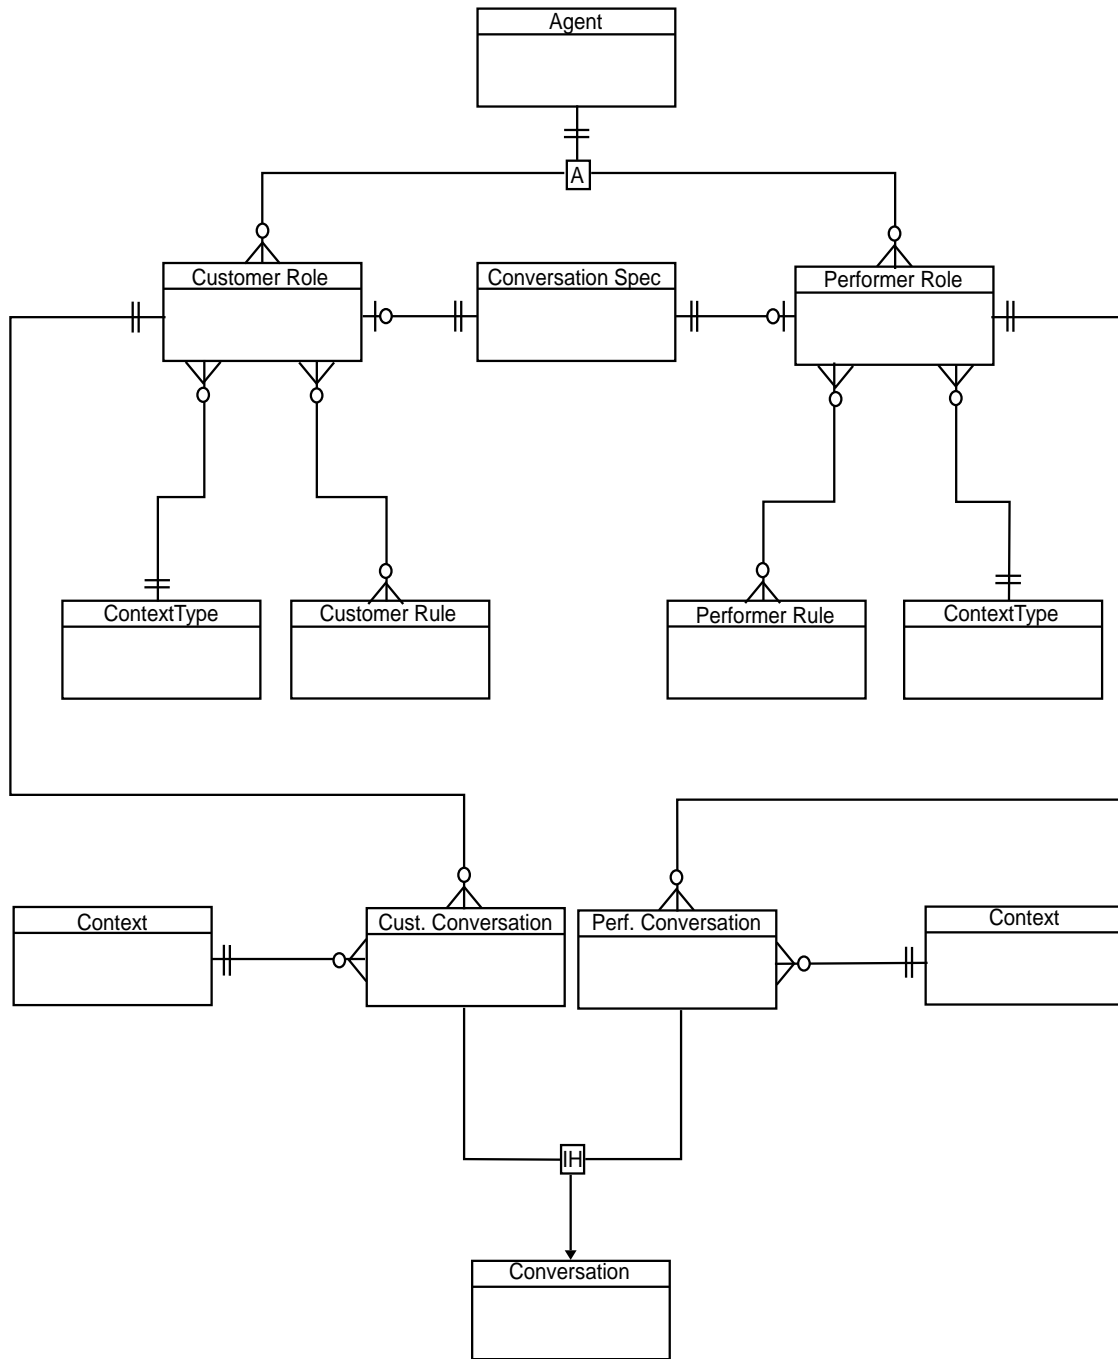 Agent
A
Customer Role
Conversation Spec
Performer Role
ContextType
Customer Rule
Performer Rule
ContextType
Context
Cust. Conversation
Perf. Conversation
Context
IH
Conversation